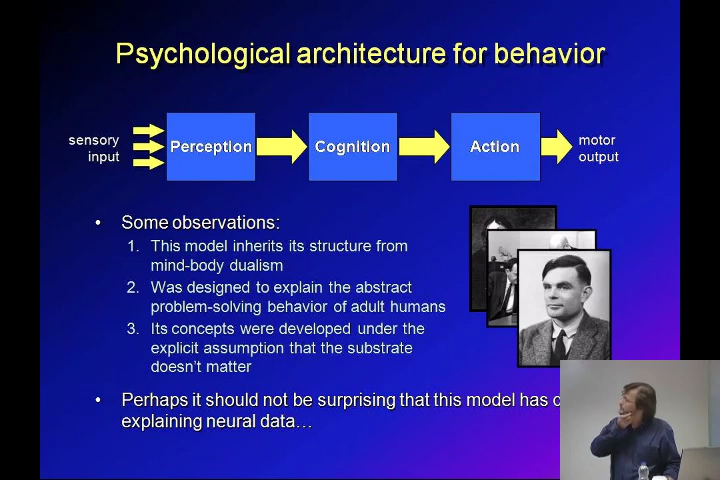 Psychological architecture for behavior
sensory
input
Perception
Cognition
Action
motor
output
• Some observations:
1. This model inherits its structure from
mind-body dualism
2. Was designed to explain the abstract
problem-solving behavior of adult humans
3. Its concepts were developed under the
explicit assumption that the substrate
doesn't matter
• Perhaps it should not be surprising that this model has
explaining neural data…